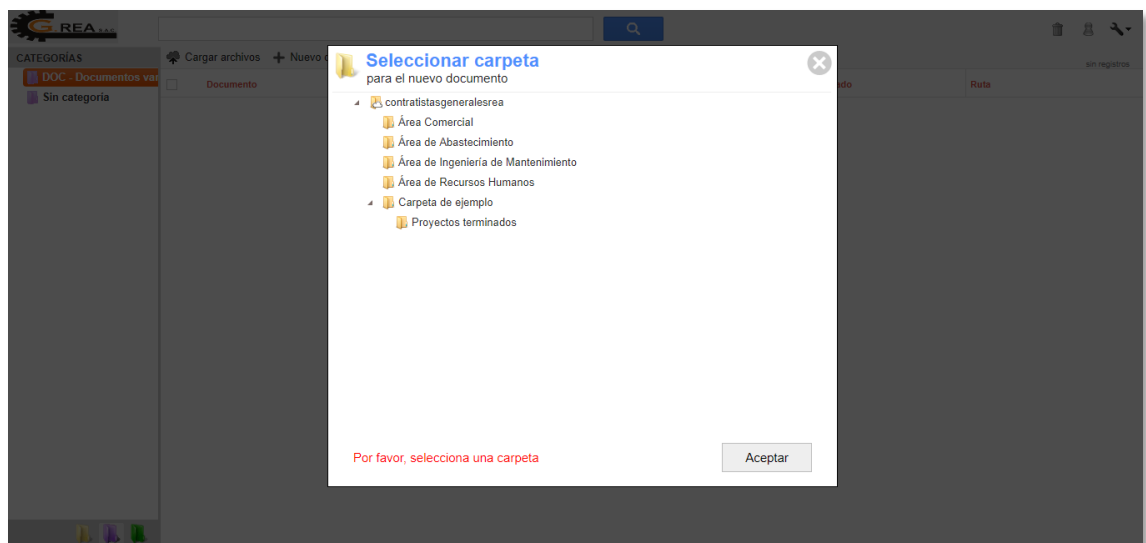 G REA S.A.C.
CATEGORÍAS
DOC - Documentos var
Sin categoria
Cargar archivos
Nuevo d
sin registros
Documento
ado
Ruta
Seleccionar carpeta
para el nuevo documento
contratistasgeneralesrea
Área Comercial
Área de Abastecimiento
Área de Ingeniería de Mantenimiento
Área de Recursos Humanos
Carpeta de ejemplo
Proyectos terminados
Por favor, selecciona una carpeta
Aceptar